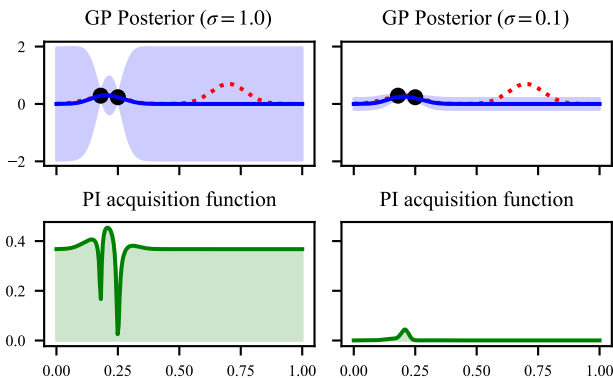 GP Posterior (σ=1.0)
GP Posterior (σ=0.1)
2
0
−2
PI acquisition function
PI acquisition function
0.4
0.2
0.0
0.00 0.25 0.50 0.75 1.00
0.00 0.25 0.50 0.75 1.00